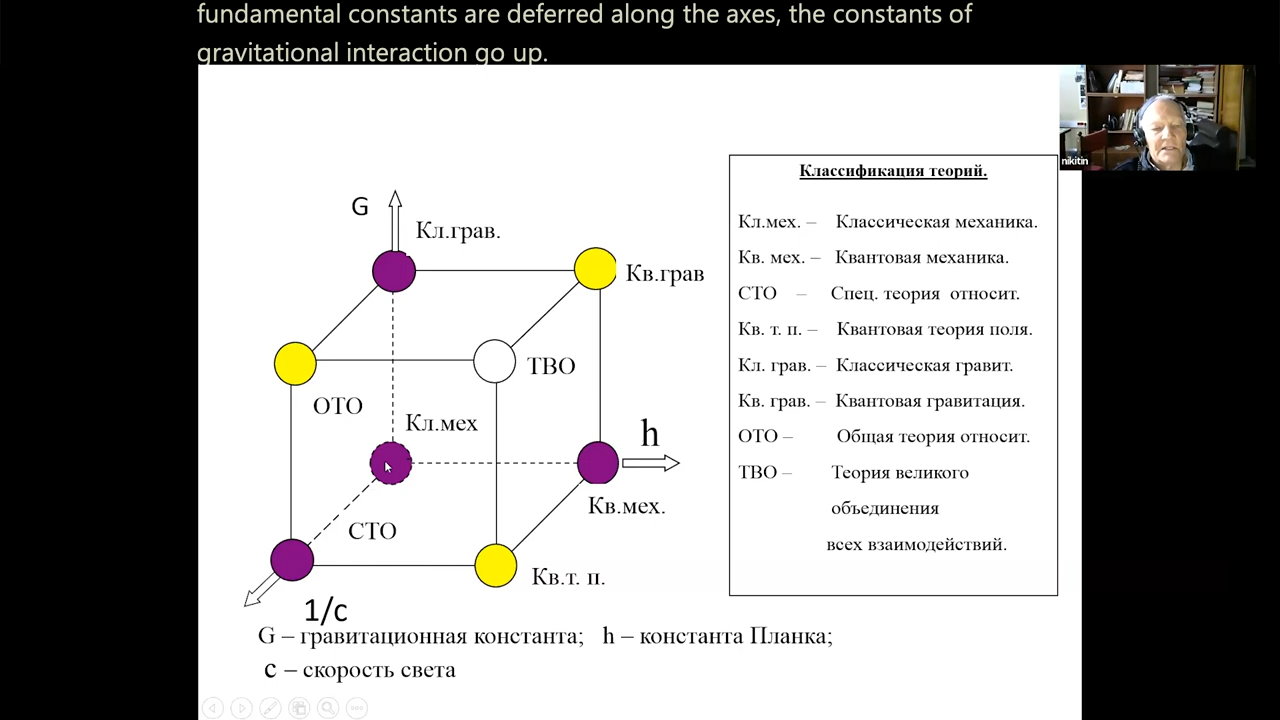 fundamental constants are deferred along the axes, the constants of
gravitational interaction go up.
nikitin
G
Кл.грав.
Кв.грав
ТВО
ОТО
Кл.мех
h
Кв.мех.
СТО
Кв.т. п.
1/c
G – гравитационная константа; h – константа Планка;
c – скорость света
Классификация теорий.
Кл.мех. – Классическая механика.
Кв. мех. – Квантовая механика.
СТО – Спец. теория относит.
Кв. т. п. – Квантовая теория поля.
Кл. грав. – Классическая гравит.
Кв. грав. – Квантовая гравитация.
ОТО – Общая теория относит.
ТВО – Теория великого
объединения
всех взаимодействий.